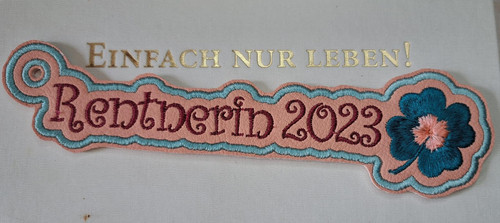 EINFACH NUR LEBEN!
Rentnerin 2023